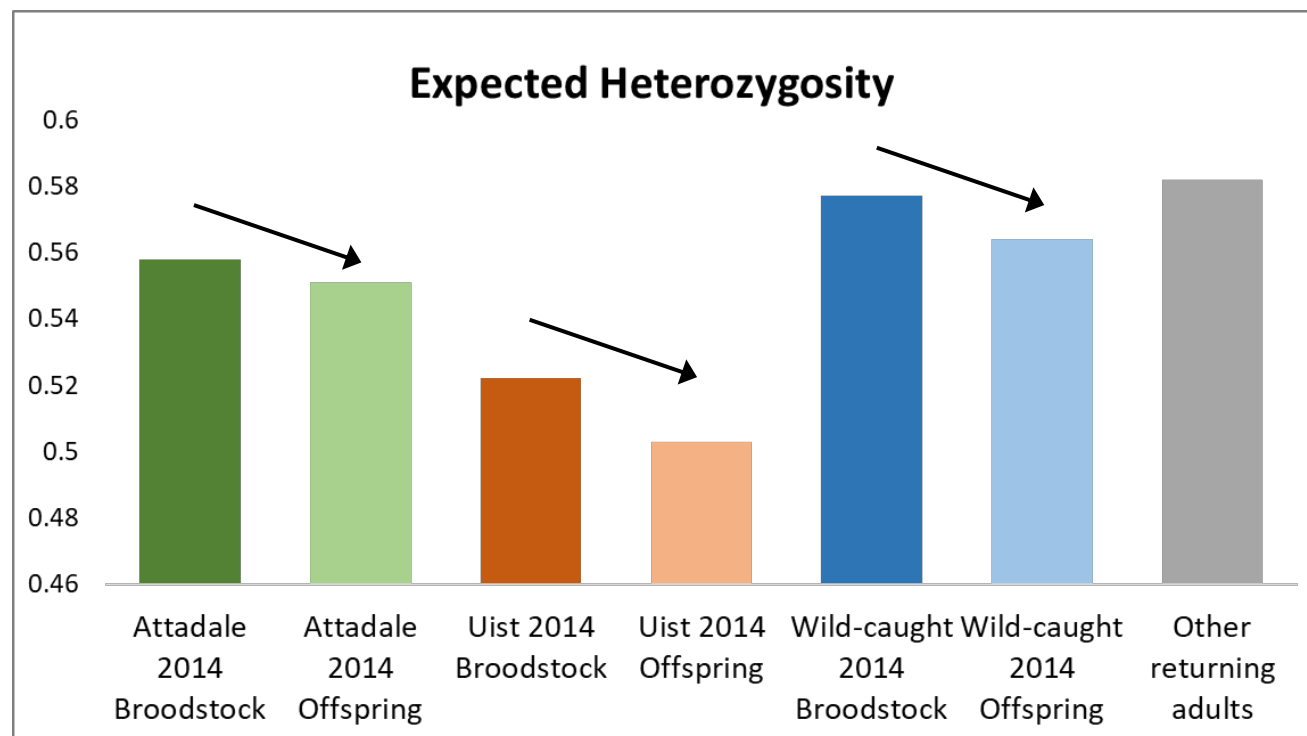 Expected Heterozygosity
0.6
0.58
0.56
0.54
0.52
0.5
0.48
0.46
Attadale
2014
Broodstock
Attadale
2014
Offspring
Uist 2014
Broodstock
Uist 2014
Offspring
Wild-caught
2014
Broodstock
Wild-caught
2014
Offspring
Other
returning
adults